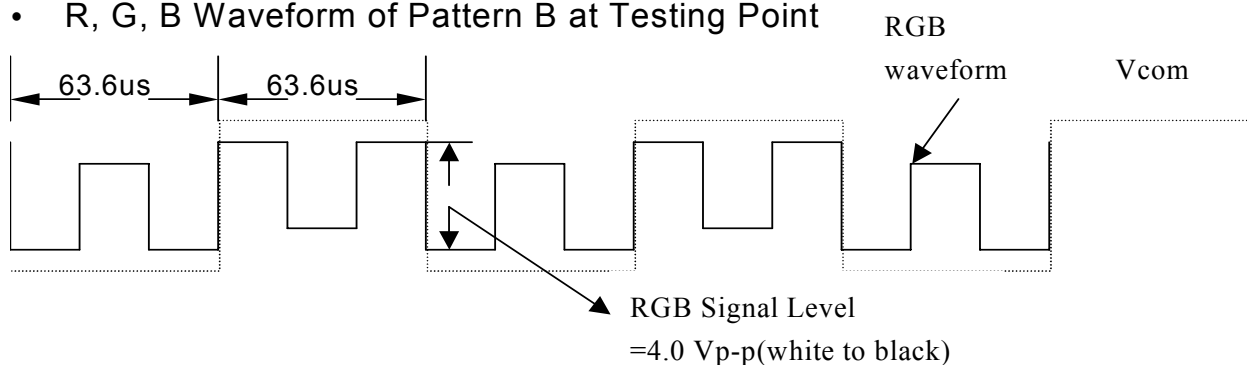 • R, G, B Waveform of Pattern B at Testing Point
RGB
waveform
Vcom
63.6us
63.6us
RGB Signal Level
=4.0 Vp-p(white to black)